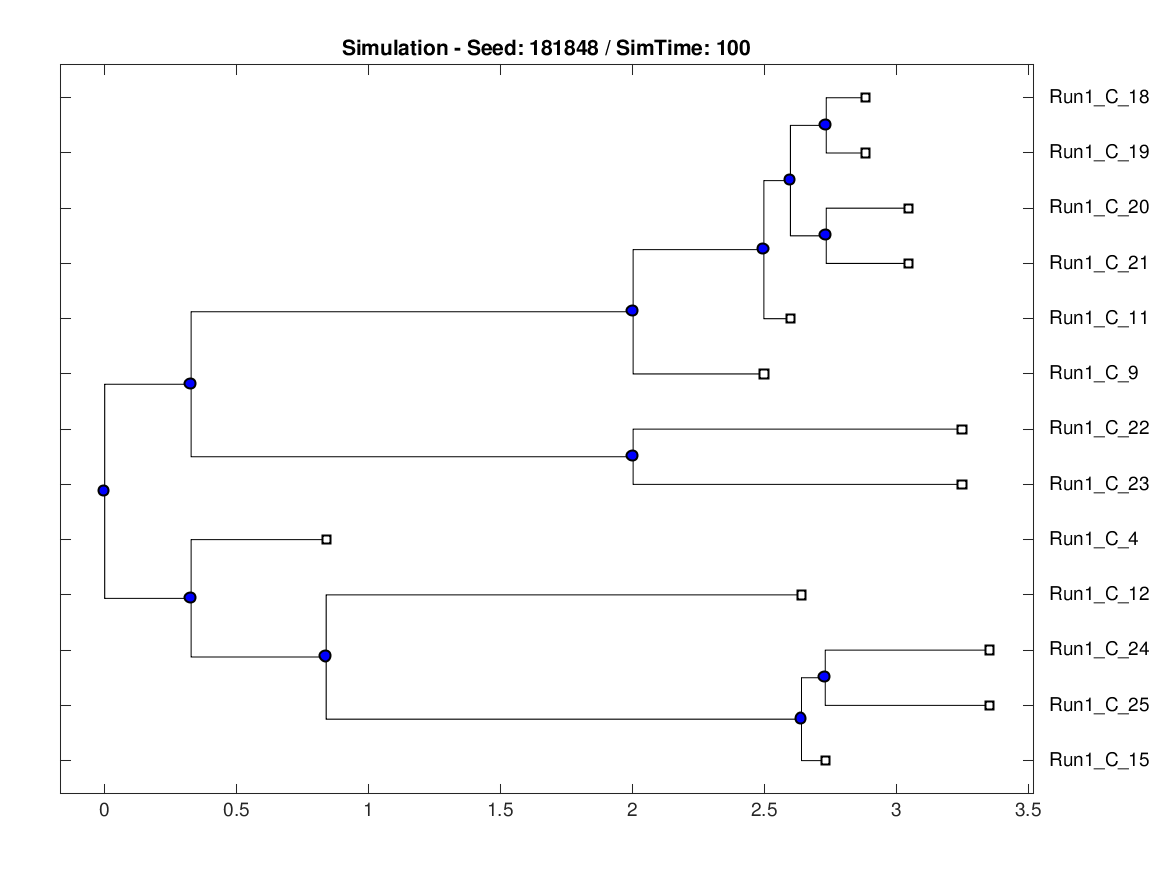 Simulation - Seed: 181848 / SimTime: 100
Run1_C_18
Run1_C_19
Run1_C_20
Run1_C_21
Run1_C_11
Run1_C_9
Run1_C_22
Run1_C_23
Run1_C_4
Run1_C_12
Run1_C_24
Run1_C_25
Run1_C_15
0 0.5 1 1.5 2 2.5 3 3.5